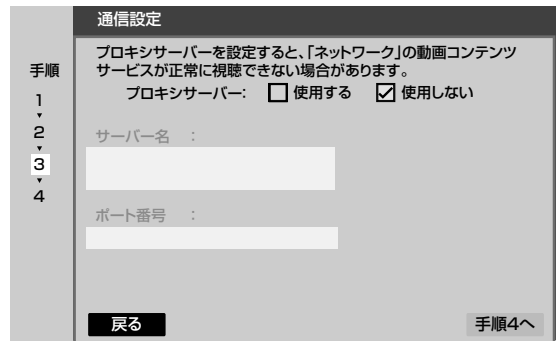 通信設定
手順
1
2
3
4
プロキシサーバーを設定すると、「ネットワーク」の動画コンテンツ
サービスが正常に視聴できない場合があります。
プロキシサーバー: 使用する 使用しない
サーバー名 :
ポート番号 :
戻る
手順4へ